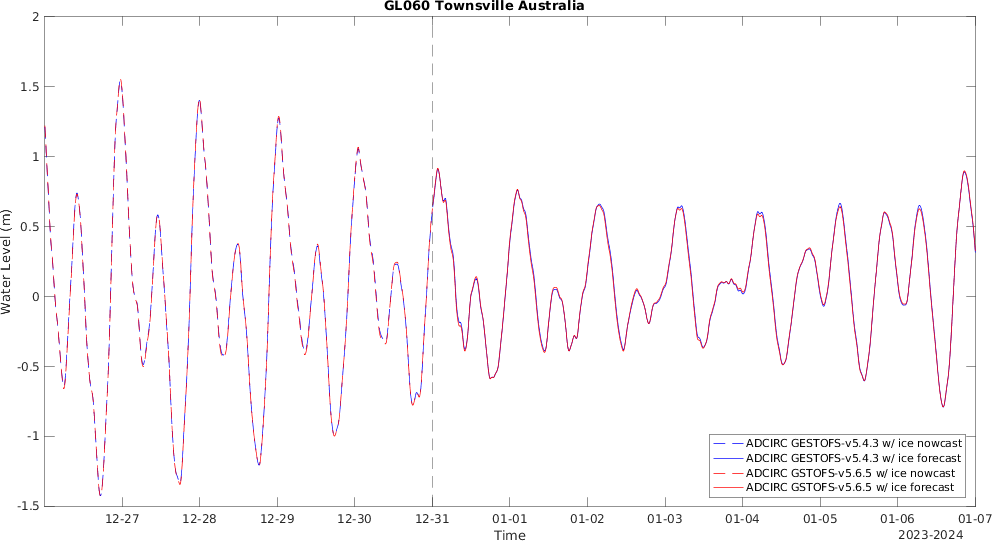 GL060 Townsville Australia
Water Level (m)
2
1.5
1
0.5
0
-0.5
-1
-1.5
12-27 12-28 12-29 12-30 12-31 01-01 01-02 01-03 01-04 01-05 01-06 01-07
Time
2023-2024
ADCIRC GESTOFS-v5.4.3 w/ ice nowcast
ADCIRC GESTOFS-v5.4.3 w/ ice forecast
ADCIRC GSTOFS-v5.6.5 w/ ice nowcast
ADCIRC GSTOFS-v5.6.5 w/ ice forecast